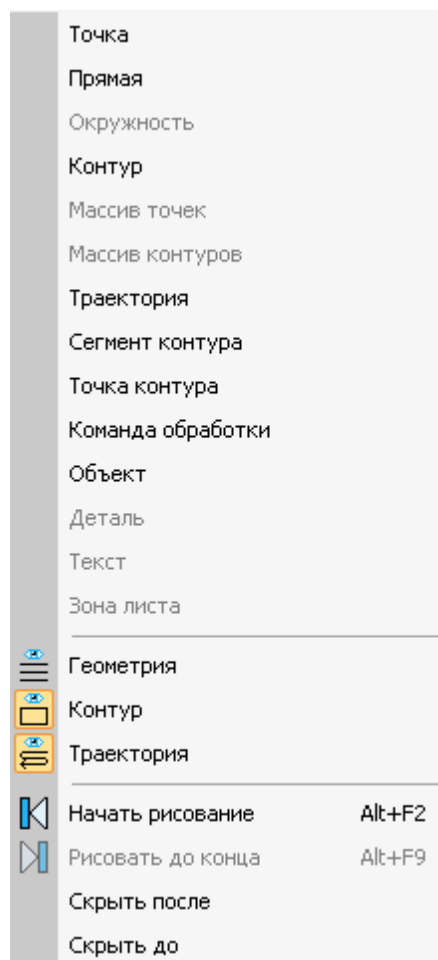 Точка
Прямая
Окружность
Контур
Массив точек
Массив контуров
Траектория
Сегмент контура
Точка контура
Команда обработки
Объект
Деталь
Текст
Зона листа
Геометрия
Контур
Траектория
Начать рисование Alt+F2
Рисовать до конца Alt+F9
Скрыть после
Скрыть до